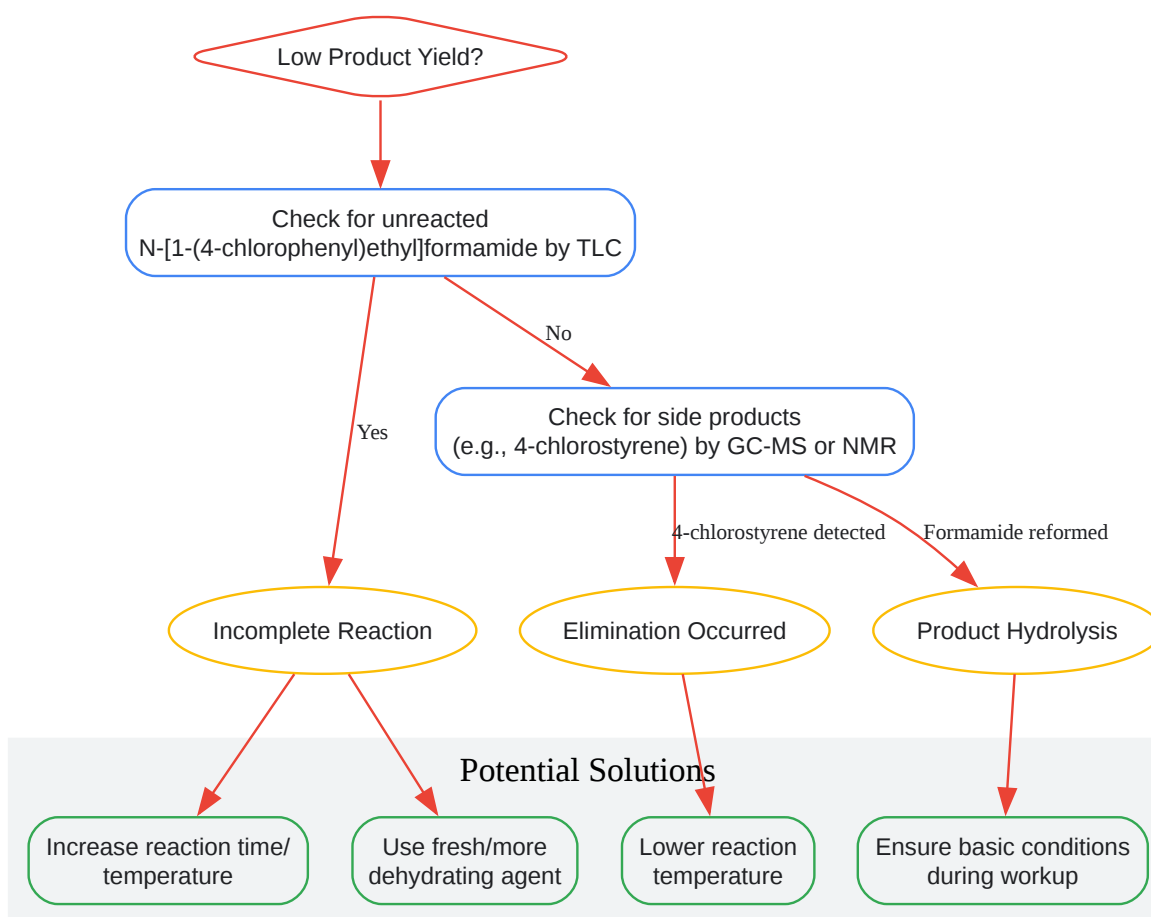 Low Product Yield?
Check for unreacted
N-[1-(4-chlorophenyl)ethyl]formamide by TLC
No
Yes
Check for side products
(e.g., 4-chlorostyrene) by GC-MS or NMR
4-chlorostyrene detected
Formamide reformed
Incomplete Reaction
Elimination Occurred
Product Hydrolysis
Potential Solutions
Increase reaction time/
temperature
Use fresh/more
dehydrating agent
Lower reaction
temperature
Ensure basic conditions
during workup